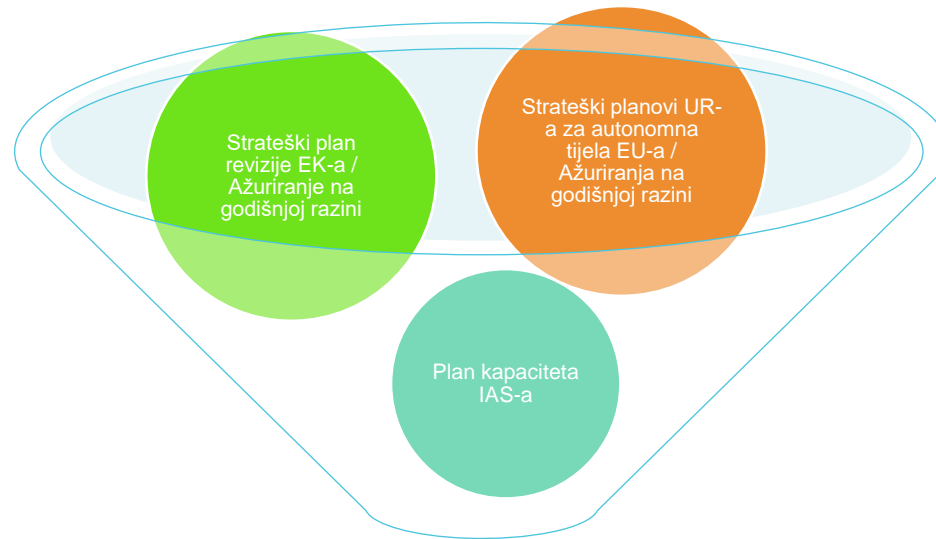 Strateški plan
revizije EK-a /
Ažuriranje na
godišnjoj razini
Strateški planovi UR-
a za autonomna
tijela EU-a /
Ažuriranja na
godišnjoj razini
Plan kapaciteta
IAS-a